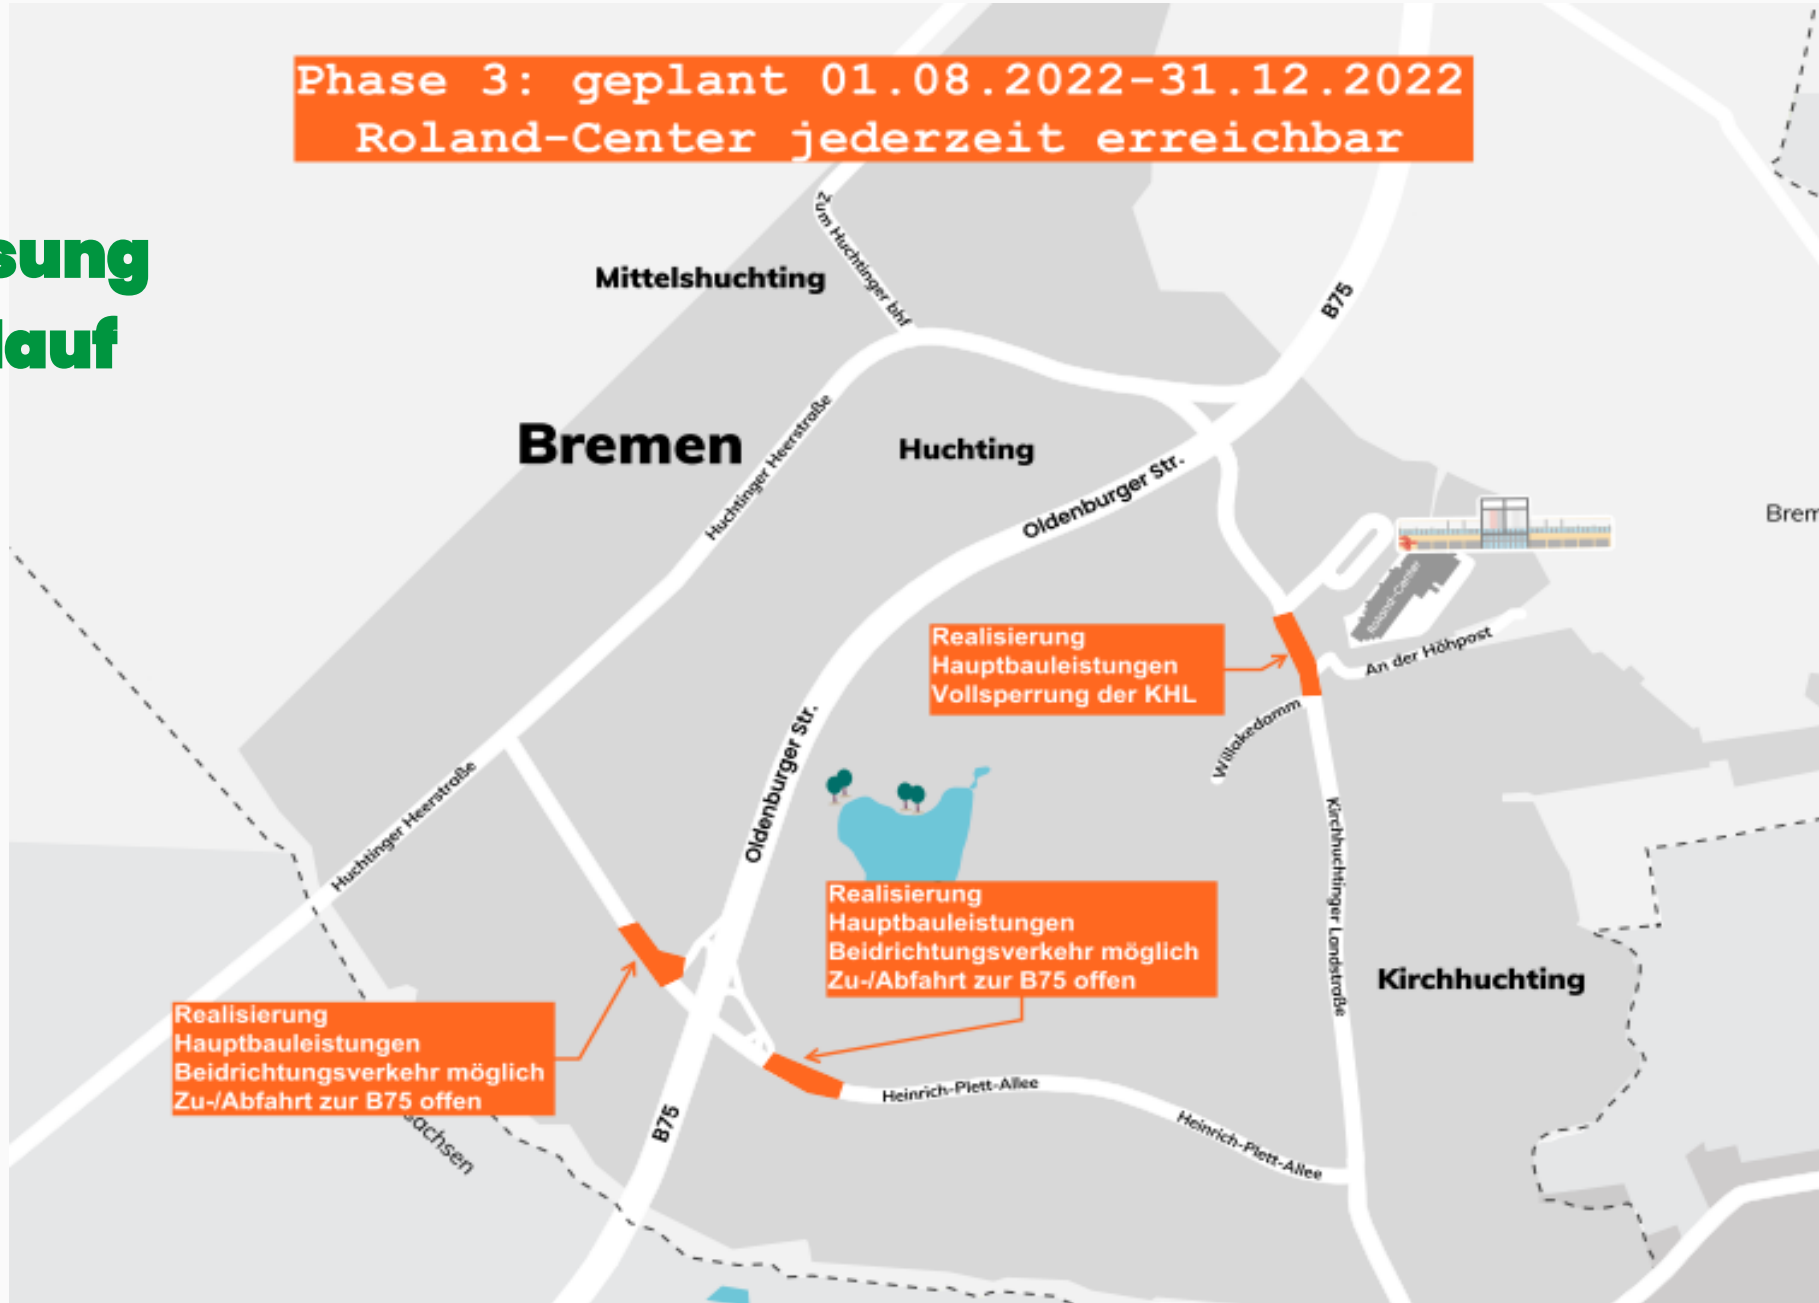 Phase 3: geplant 01.08.2022-31.12.2022
Roland-Center jederzeit erreichbar
sung
lauf
Zum Huchtinger bhf
Mittelshuchting
B75
Bremen
Huchtinger Heerstraße
Huchting
Oldenburger Str.
Brem
Roland-Center
Realisierung
Hauptbauleistungen
Vollsperrung der KHL
An der Höhpost
Willakedamm
Oldenburger Str.
Huchtinger Heerstraße
Kirchhuchtinger Landstraße
Realisierung
Hauptbauleistungen
Beidrichtungsverkehr möglich
Zu-/Abfahrt zur B75 offen
Kirchhuchting
Realisierung
Hauptbauleistungen
Beidrichtungsverkehr möglich
Zu-/Abfahrt zur B75 offen
Heinrich-Plett-Allee
B75
sachsen
Heinrich-Plett-Allee